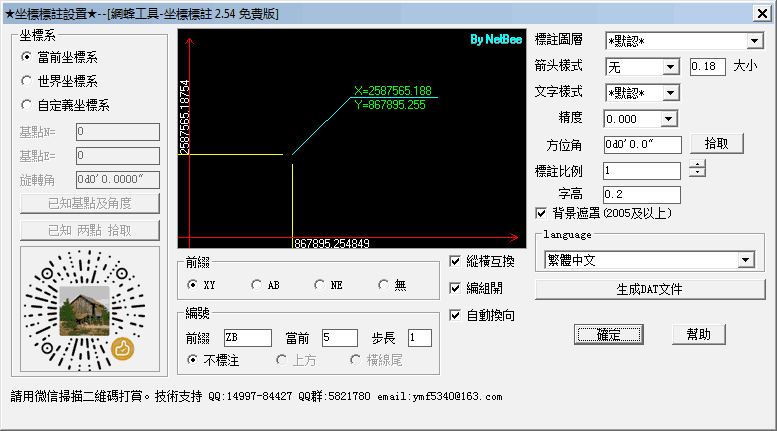 ★坐標標註設置★--[網蜂工具-坐標標註 2.54 免費版]
坐標系
當前坐標系
世界坐標系
自定義坐標系
基點N= 0
基點E= 0
旋轉角 0d0'0.0000"
已知基點及角度
已知 两點 拾取
By NetBee
2587565.18754
X=2587565.188
Y=867895.255
867895.254849
前綴
XY AB NE 無
編號
前綴 ZB 當前 5 步長 1
不標注 上方 橫線尾
縱橫互換
編組開
自動換向
標註圖層 *默認*
箭头樣式 无 0.18 大小
文字樣式 *默認*
精度 0.000
方位角 0d0'0.0" 拾取
標註比例 1
字高 0.2
背景遮罩(2005及以上)
language
繁體中文
生成DAT文件
確定 幫助
請用微信掃描二維碼打賞。技術支持 QQ:14997-84427 QQ群:5821780 email:ymf5340@163.com